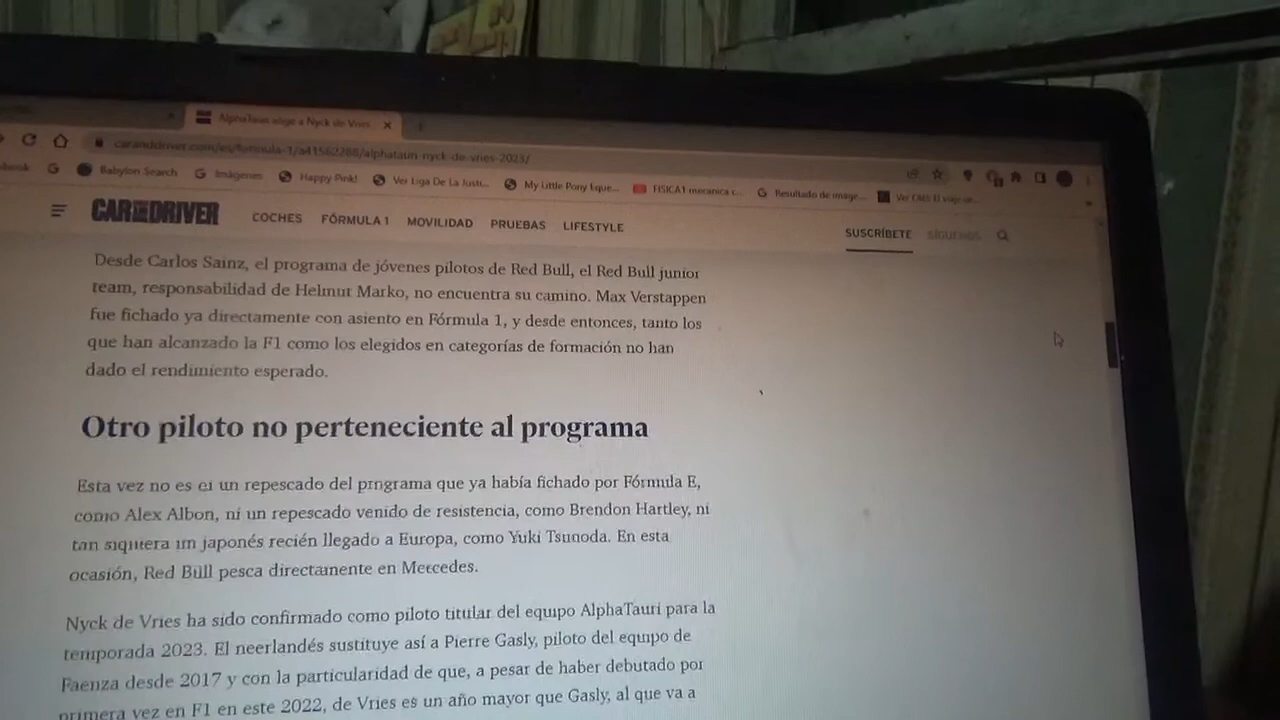 AlphaTauri elige a Nyck de Vries
caranddriver.com/es/formula-1/a41582288/alphatauri-nyck-de-vries-2023/
Babylon Search Imágenes Happy Pink! Ver Liga De La Justi... My Little Pony Eque... FISICA1 mecanica c... Resultado de image...
CAR AND DRIVER COCHES FÓRMULA 1 MOVILIDAD PRUEBAS LIFESTYLE SUSCRÍBETE SÍGUENOS
Desde Carlos Sainz, el programa de jóvenes pilotos de Red Bull, el Red Bull junior
team, responsabilidad de Helmut Marko, no encuentra su camino. Max Verstappen
fue fichado ya directamente con asiento en Fórmula 1, y desde entonces, tanto los
que han alcanzado la F1 como los elegidos en categorías de formación no han
dado el rendimiento esperado.
Otro piloto no perteneciente al programa
Esta vez no es ei un repescado del programa que ya había fichado por Fórmula E,
como Alex Albon, ni un repescado venido de resistencia, como Brendon Hartley, ni
tan siquiera un japonés recién llegado a Europa, como Yuki Tsunoda. En esta
ocasión, Red Bull pesca directamente en Mercedes.
Nyck de Vries ha sido confirmado como piloto titular del equipo AlphaTauri para la
temporada 2023. El neerlandés sustituye así a Pierre Gasly, piloto del equipo de
Faenza desde 2017 y con la particularidad de que, a pesar de haber debutado por
primera vez en F1 en este 2022, de Vries es un año mayor que Gasly, al que va a